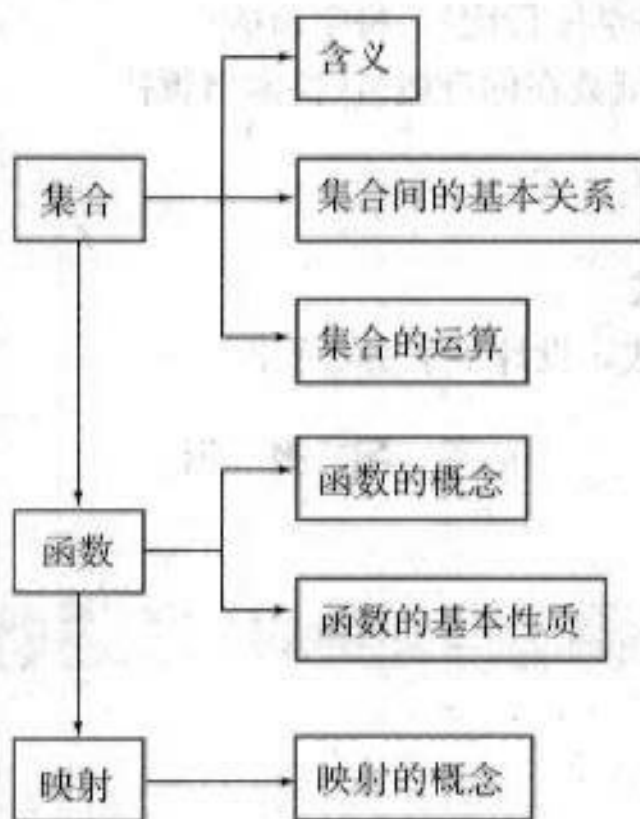 含义
集合
集合间的基本关系
集合的运算
函数的概念
函数
函数的基本性质
映射
映射的概念